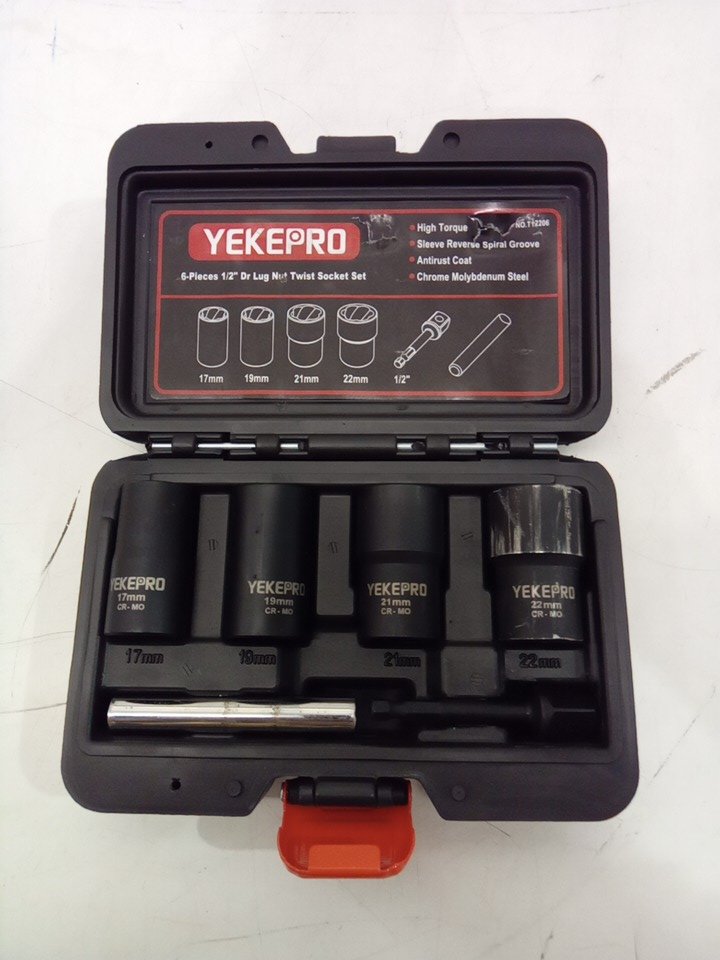 YEKEPRO
6-Pieces 1/2" Dr Lug Nut Twist Socket Set
High Torque
NO.T12206
Sleeve Reverse Spiral Groove
Antirust Coat
Chrome Molybdenum Steel
17mm 19mm 21mm 22mm 1/2"
YEKEPRO
17mm
CR-MO
YEKEPRO
19mm
CR-MO
YEKEPRO
21mm
CR-MO
YEKEPRO
22mm
CR-MO
17mm 19mm 21mm 22mm